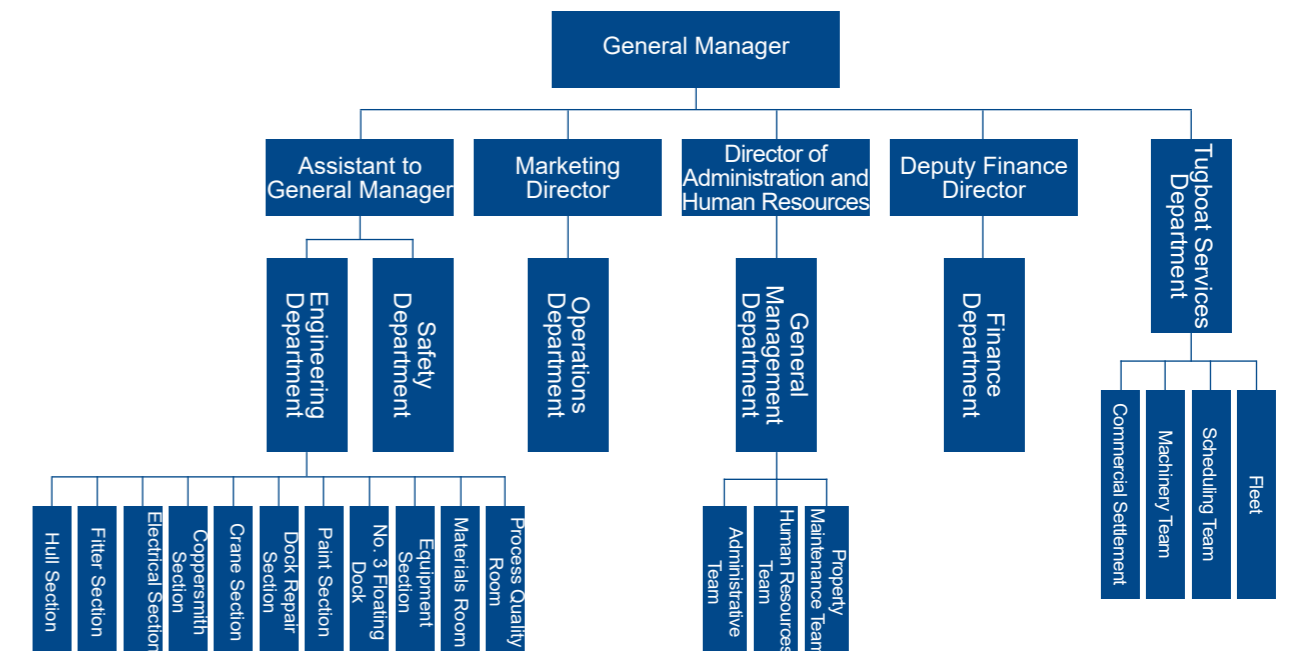 General Manager
Assistant to
General Manager
Marketing
Director
Director of
Administration and
Human Resources
Deputy Finance
Director
Tugboat Services
Department
Engineering
Department
Safety
Department
Operations
Department
General
Management
Department
Finance
Department
Commercial Settlement
Machinery Team
Scheduling Team
Fleet
Hull Section
Fitter Section
Electrical Section
Coppersmith
Section
Crane Section
Dock Repair
Section
Paint Section
No. 3 Floating
Dock
Equipment
Section
Materials Room
Process Quality
Room
Administrative
Team
Human Resources
Team
Property
Maintenance Team